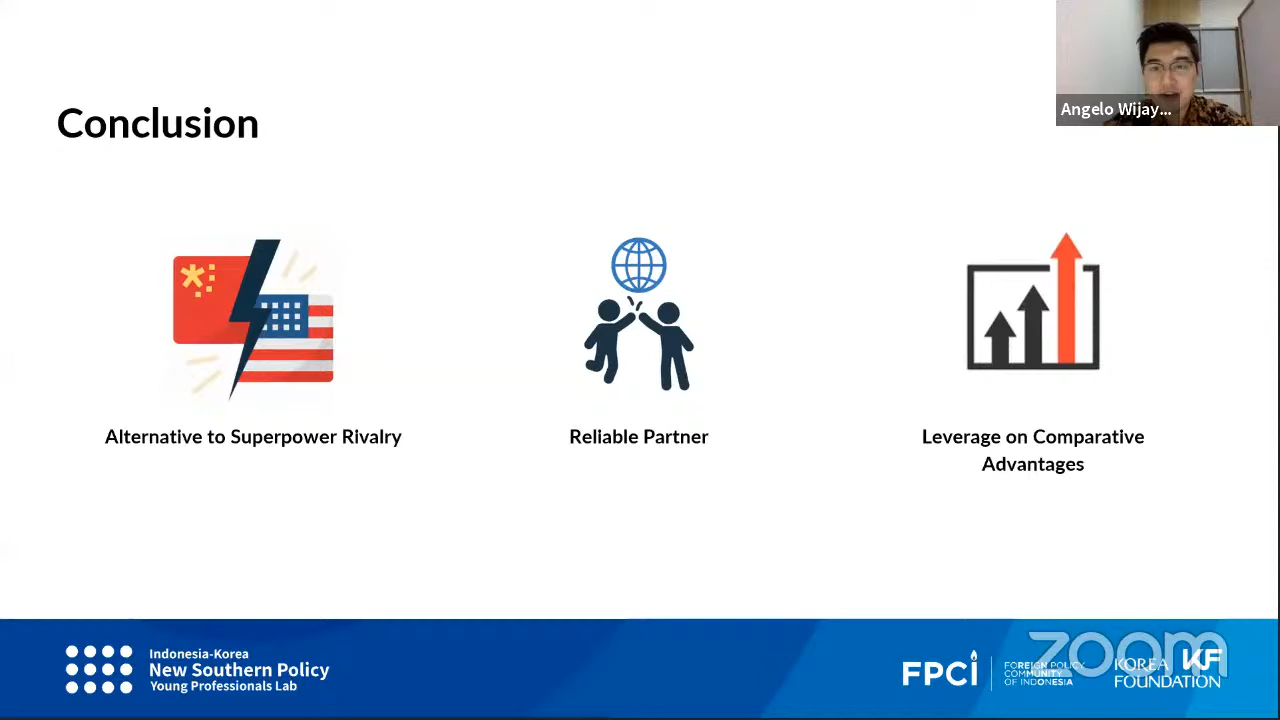 Conclusion
Angelo Wijay...
Alternative to Superpower Rivalry
Reliable Partner
Leverage on Comparative
Advantages
Indonesia-Korea
New Southern Policy
Young Professionals Lab
FPCi
FOREIGN POLICY
COMMUNITY
OF INDONESIA
KOREA
FOUNDATION
KF
zoom